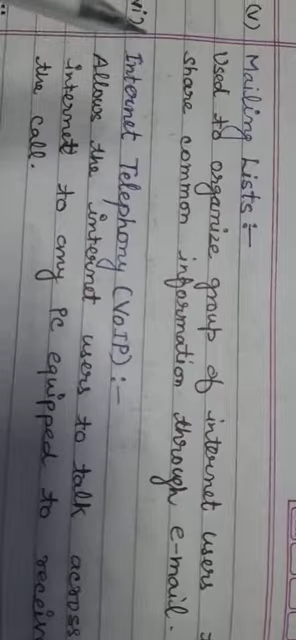 (v) Mailing Lists :-
Used to organize group of internet users
share common information through e-mail.
vi) Internet Telephony (VoIP) :-
Allows the internet users to talk across
internet to any PC equipped to
the call.